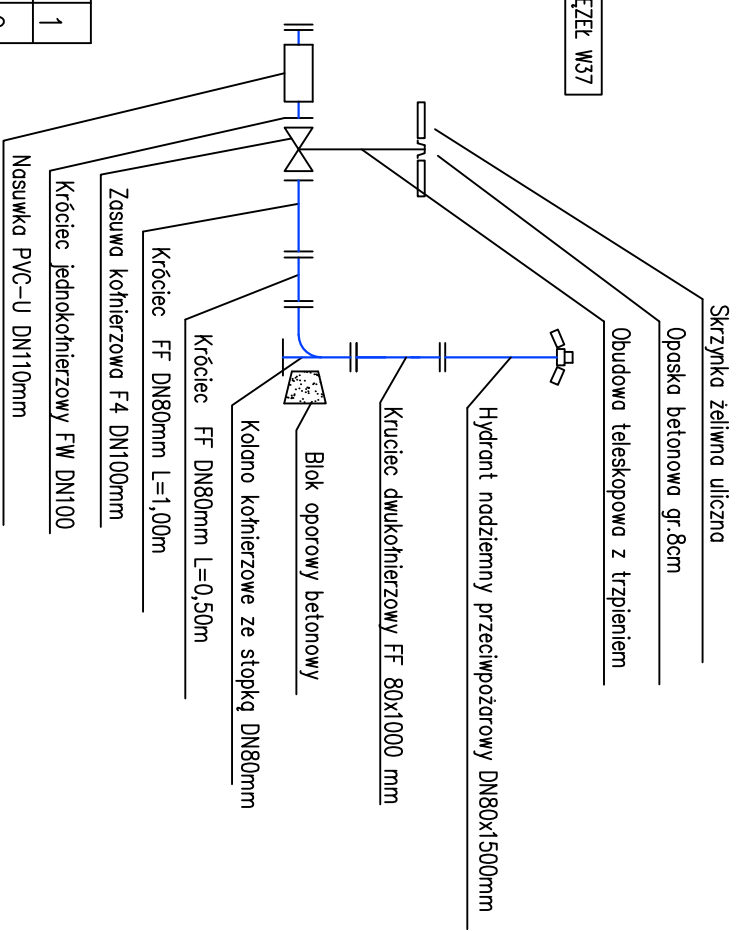 ĘZEŁ W37
Skrzynka żeliwna uliczna
Opaska betonowa gr.8cm
Obudowa teleskopowa z trzpieniem
Hydrant nadziemny przeciwpożarowy DN80x1500mm
Kruciec dwukołnierzowy FF 80x1000 mm
Blok oporowy betonowy
Kolano kołnierzowe ze stopką DN80mm
Króciec FF DN80mm L=0,50m
Króciec FF DN80mm L=1,00m
Zasuwa kołnierzowa F4 DN100mm
Króciec jednokołnierzowy FW DN100
Nasuwka PVC-U DN110mm
1